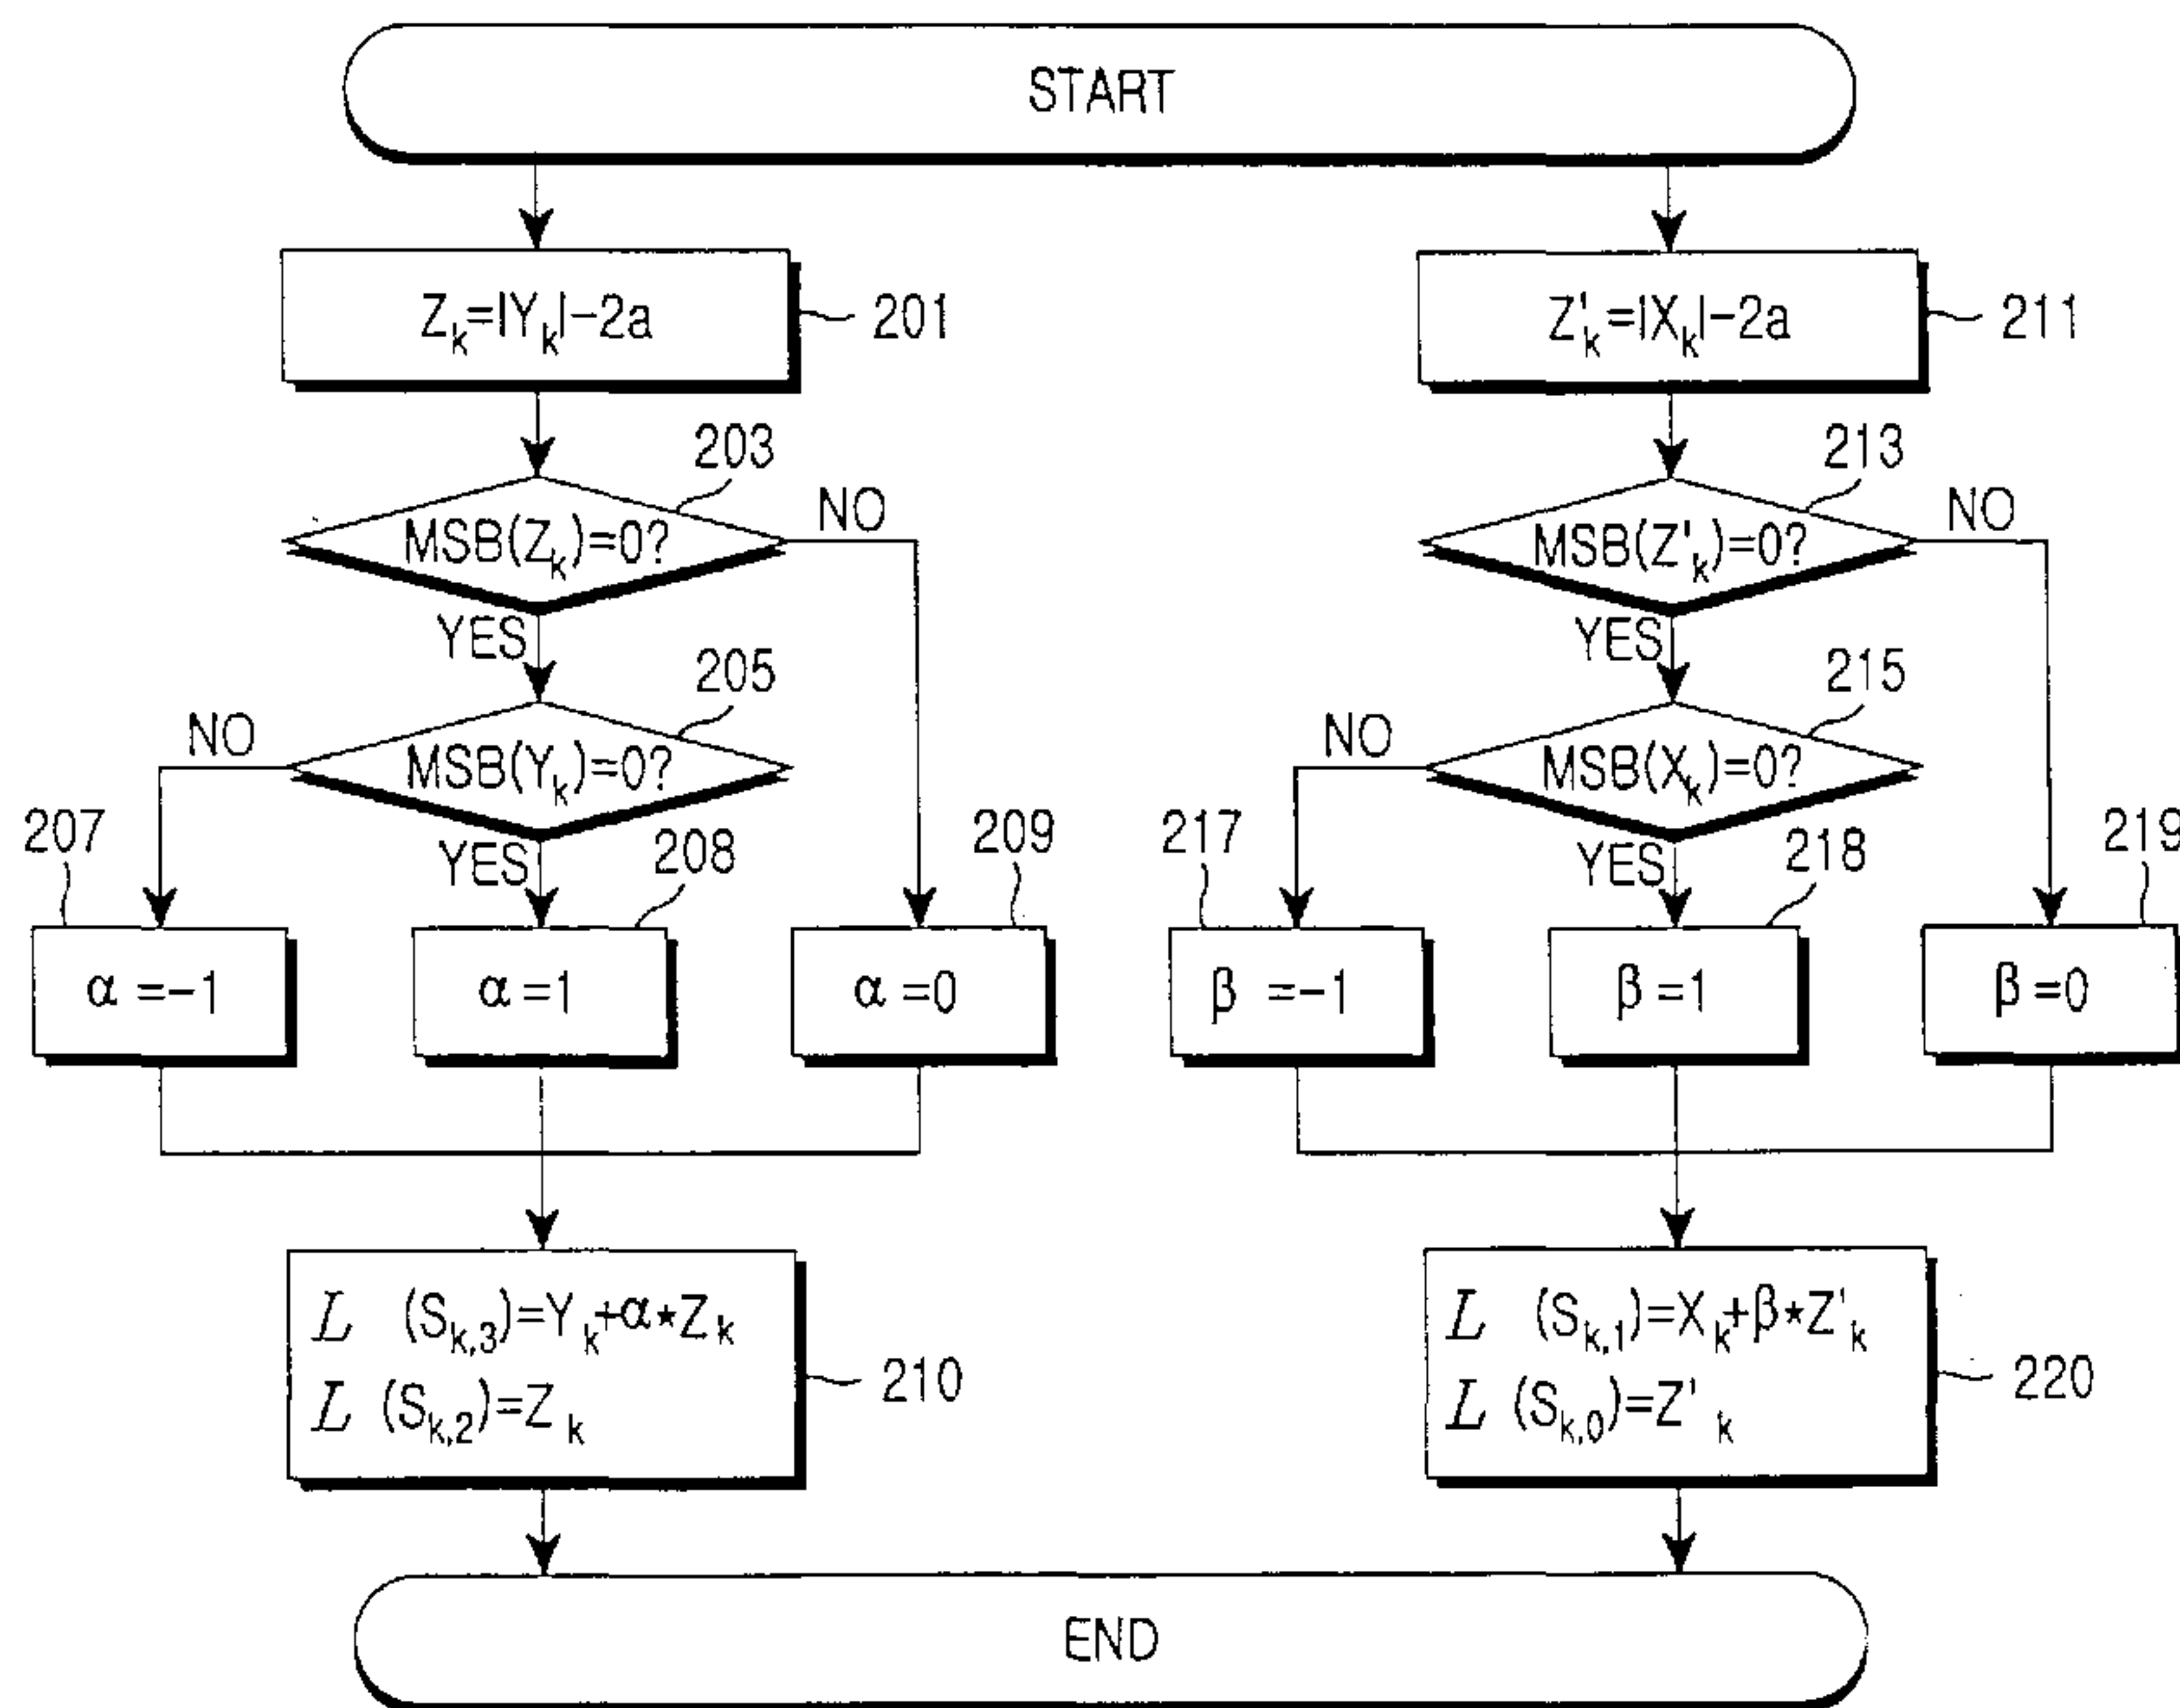 START
Zk=|Yk|-2a
201
Z'k=|Xk|-2a
211
203
213
MSB(Zk)=0?
NO
MSB(Z'k)=0?
NO
YES
YES
205
215
NO
MSB(Yk)=0?
NO
MSB(Xk)=0?
207
YES
208
209
217
YES
218
219
α=-1
α=1
α=0
β=-1
β=1
β=0
L (Sk,3)=Yk+α*Zk
L (Sk,2)=Zk
210
L (Sk,1)=Xk+β*Z'k
L (Sk,0)=Z'k
220
END